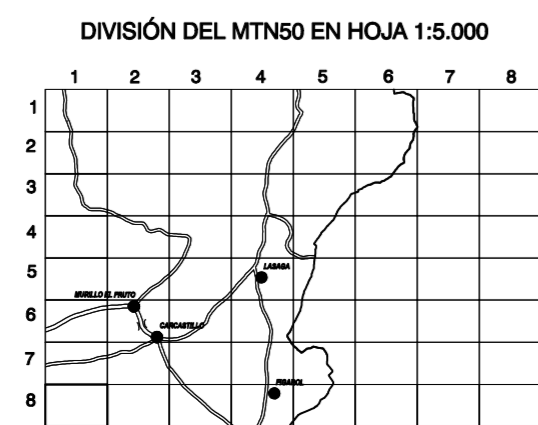 DIVISIÓN DEL MTN50 EN HOJA 1:5.000
1 2 3 4 5 6 7 8
1
2
3
4
5
LASAGA
MURILLO EL FRUTO
6
CARCASTILLO
7
FIGAROL
8